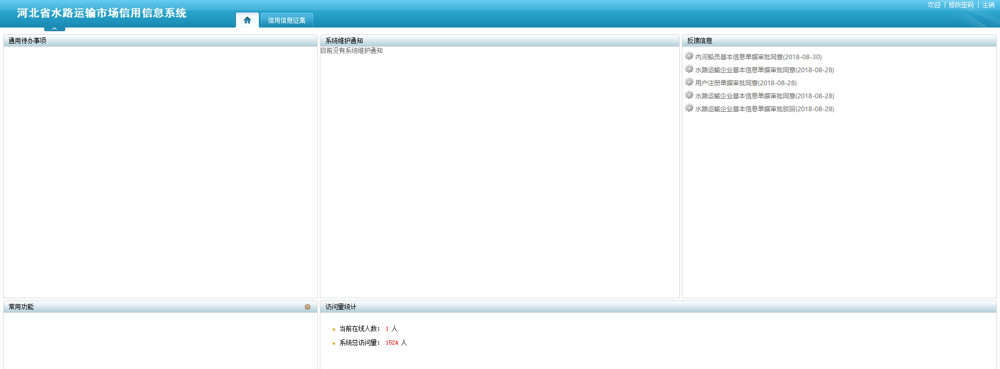 河北省水路运输市场信用信息系统
信用信息征集
欢迎 | 修改密码 | 注销
通用待办事项
系统维护通知
目前没有系统维护通知
反馈信息
内河船员基本信息单据审批同意(2018-08-30)
水路运输企业基本信息单据审批同意(2018-08-28)
用户注册单据审批同意(2018-08-28)
水路运输企业基本信息单据审批同意(2018-08-28)
水路运输企业基本信息单据审批驳回(2018-08-28)
常用功能
访问量统计
当前在线人数： 1 人
系统总访问量： 1524 人